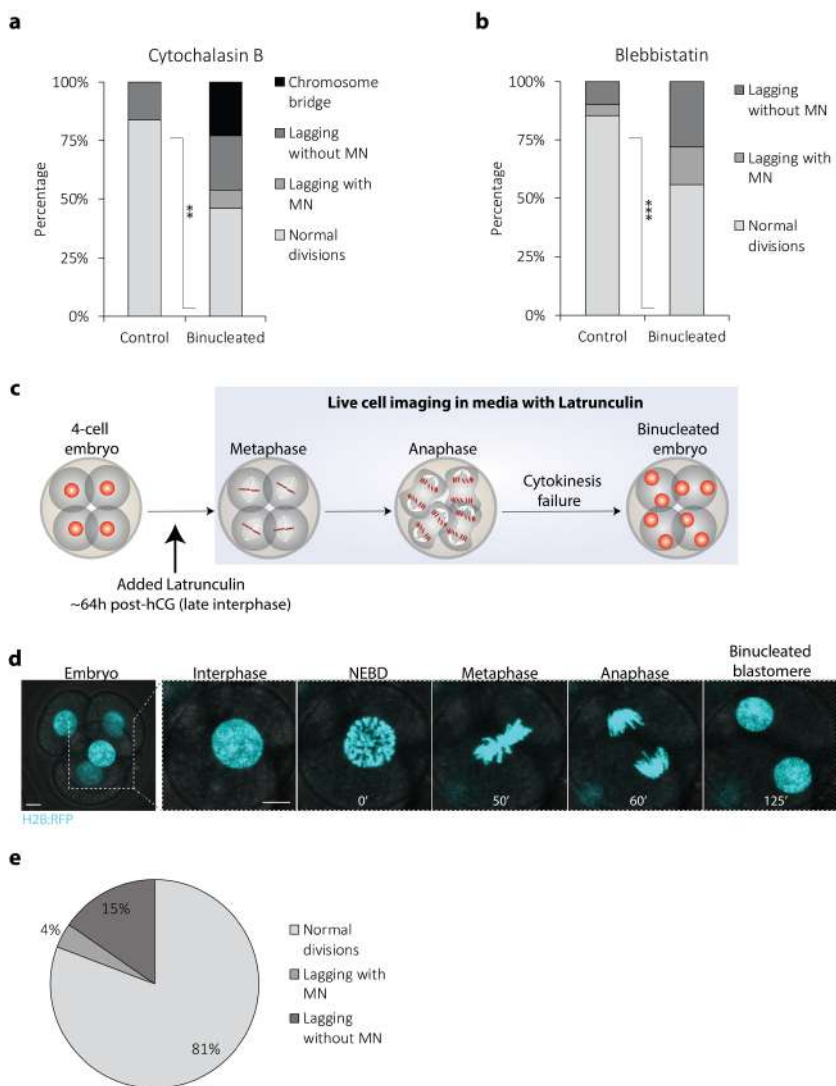 a
Cytochalasin B
100%
75%
50%
25%
0%
Percentage
**
Control
Binucleated
Chromosome
bridge
Lagging
without MN
Lagging with
MN
Normal
divisions
b
Blebbistatin
100%
75%
50%
25%
0%
Percentage
***
Control
Binucleated
Lagging
without MN
Lagging with
MN
Normal
divisions
c
Live cell imaging in media with Latrunculin
4-cell
embryo
Metaphase
Anaphase
Cytokinesis
failure
Binucleated
embryo
Added Latrunculin
~64h post-hCG (late interphase)
d
Embryo
Interphase
NEBD
Metaphase
Anaphase
Binucleated
blastomere
0'
50'
60'
125'
H2B:RFP
e
15%
4%
81%
Normal
divisions
Lagging with
MN
Lagging
without MN